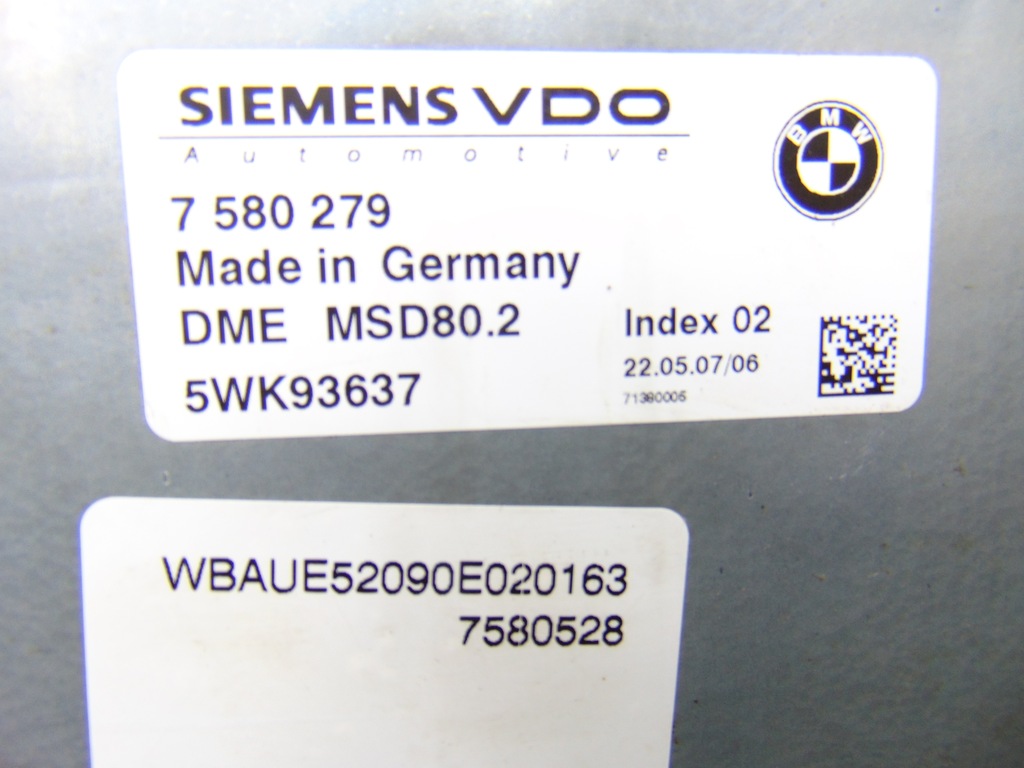 SIEMENS VDO
Automotive
BMW
7 580 279
Made in Germany
DME MSD80.2
Index 02
5WK93637
22.05.07/06
71380006
WBAUE52090E020163
7580528